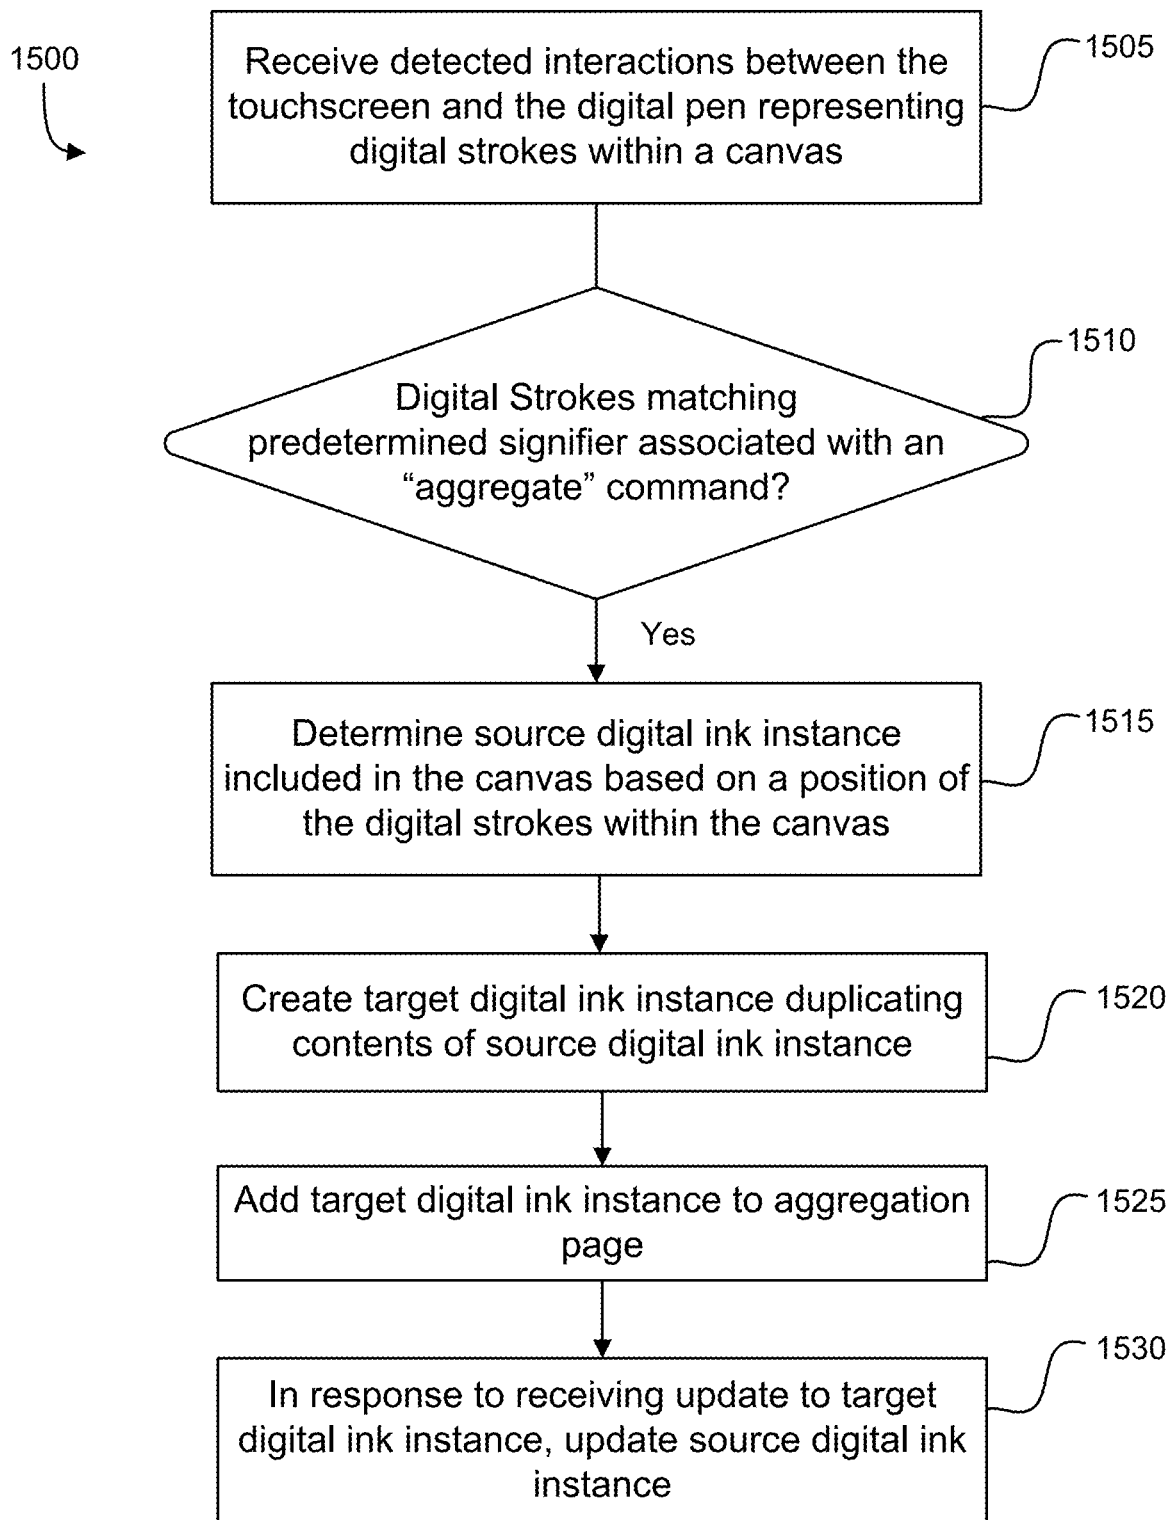 1500
Receive detected interactions between the
touchscreen and the digital pen representing
digital strokes within a canvas
1505
Digital Strokes matching
predetermined signifier associated with an
“aggregate” command?
1510
Yes
Determine source digital ink instance
included in the canvas based on a position of
the digital strokes within the canvas
1515
Create target digital ink instance duplicating
contents of source digital ink instance
1520
Add target digital ink instance to aggregation
page
1525
In response to receiving update to target
digital ink instance, update source digital ink
instance
1530